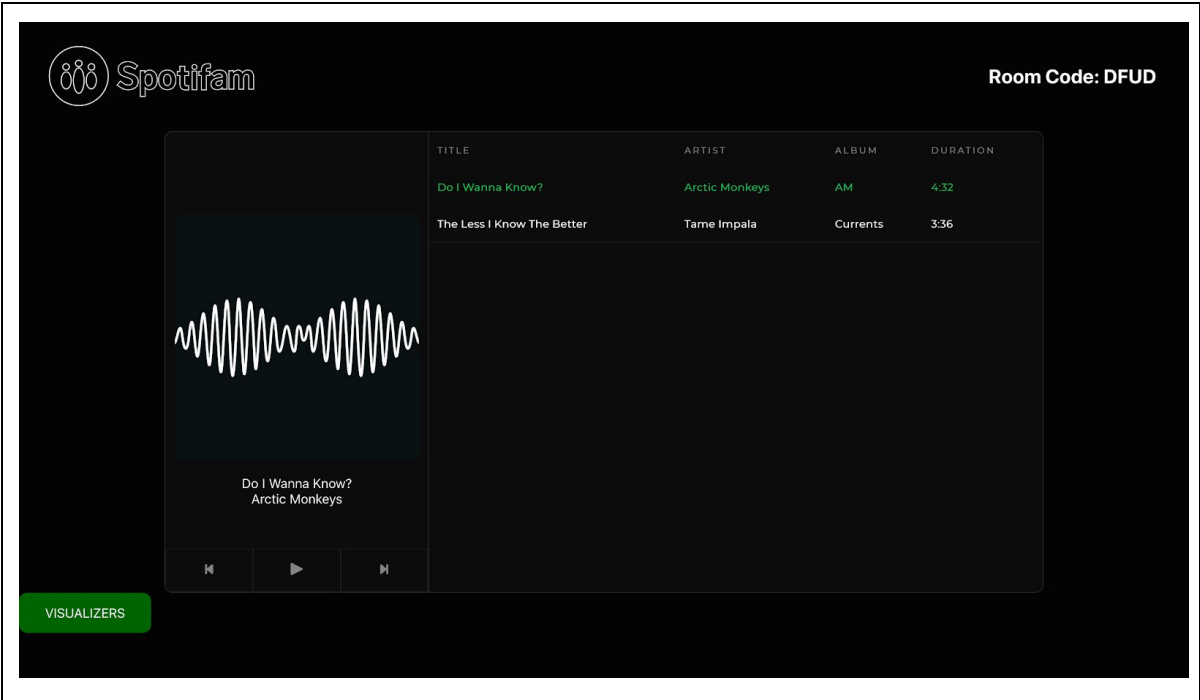 Spotifam
Room Code: DFUD
TITLE ARTIST ALBUM DURATION
Do I Wanna Know? Arctic Monkeys AM 4:32
The Less I Know The Better Tame Impala Currents 3:36
Do I Wanna Know?
Arctic Monkeys
VISUALIZERS